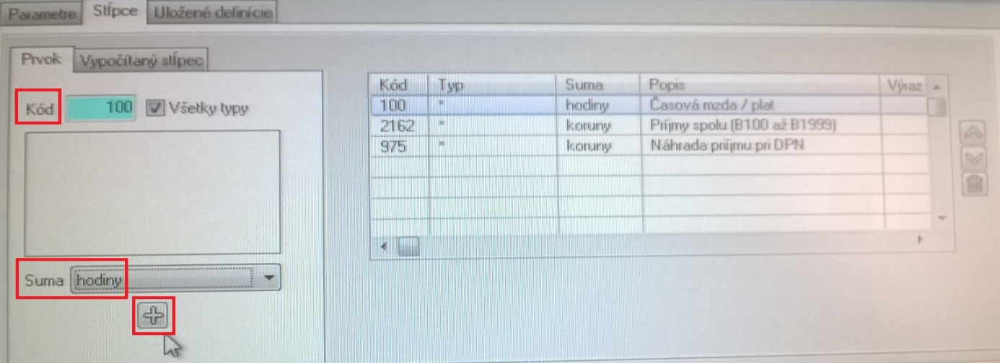 Parametre Stĺpce Uložené definície
Prvok Vypočítaný stĺpec
Kód 100 Všetky typy
Suma hodiny
Kód Typ Suma Popis Výraz
100 * hodiny Časová mzda / plat
2162 * koruny Príjmy spolu (B100 až B1999)
975 * koruny Náhrada príjmu pri DPN